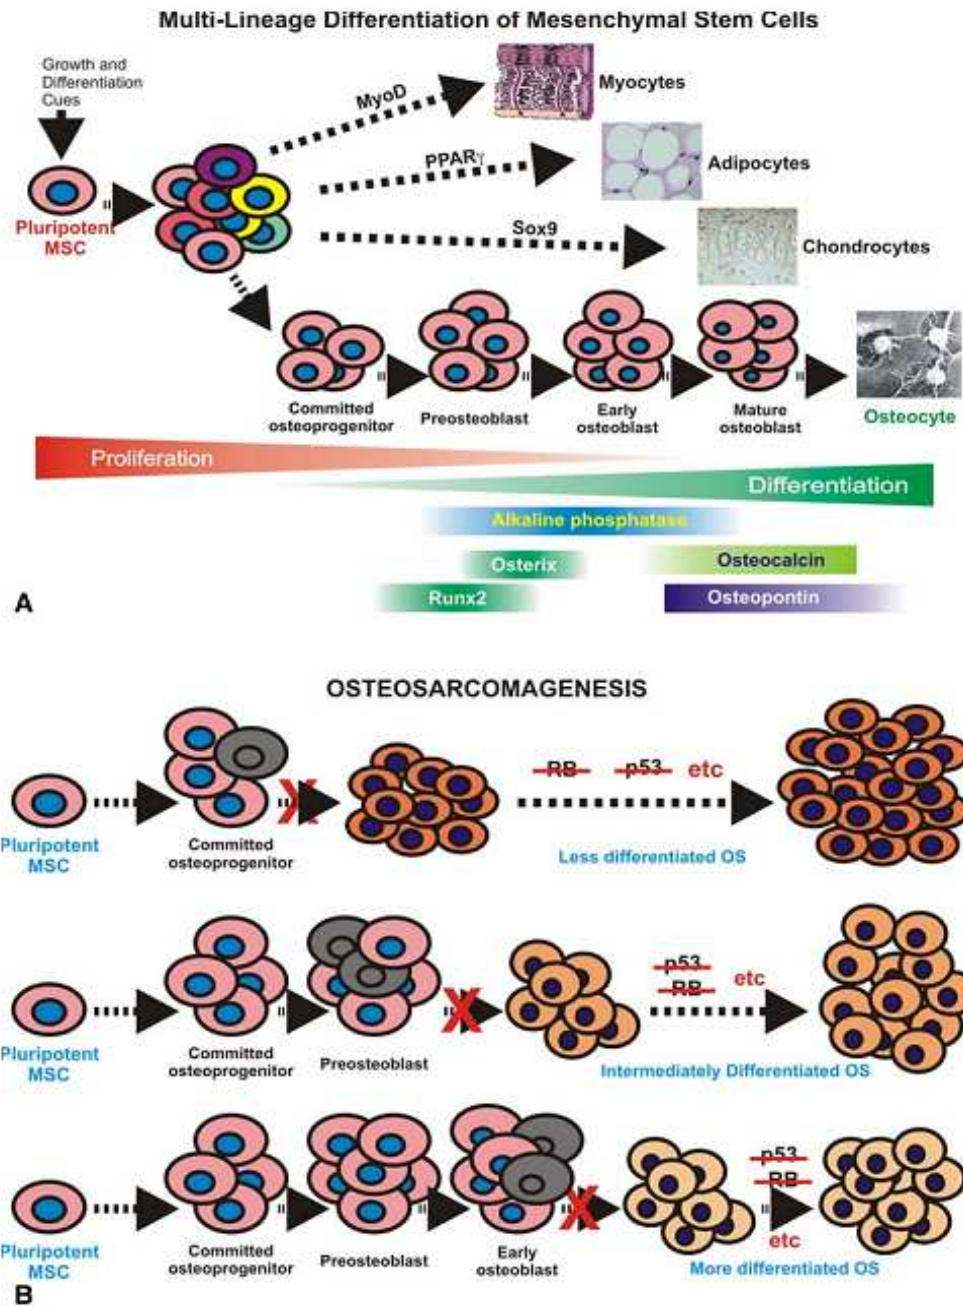 Multi-Lineage Differentiation of Mesenchymal Stem Cells
Growth and
Differentiation
Cues
Pluripotent
MSC
MyoD
Myocytes
PPARγ
Adipocytes
Sox9
Chondrocytes
Committed
osteoprogenitor
Preosteoblast
Early
osteoblast
Mature
osteoblast
Osteocyte
Proliferation
Differentiation
Alkaline phosphatase
Osterix
Osteocalcin
Runx2
Osteopontin
A
OSTEOSARCOMAGENESIS
Pluripotent
MSC
Committed
osteoprogenitor
X
RB p53 etc
Less differentiated OS
Pluripotent
MSC
Committed
osteoprogenitor
Preosteoblast
X
p53
RB
etc
Intermediately Differentiated OS
Pluripotent
MSC
Committed
osteoprogenitor
Preosteoblast
Early
osteoblast
X
p53
RB
etc
More differentiated OS
B